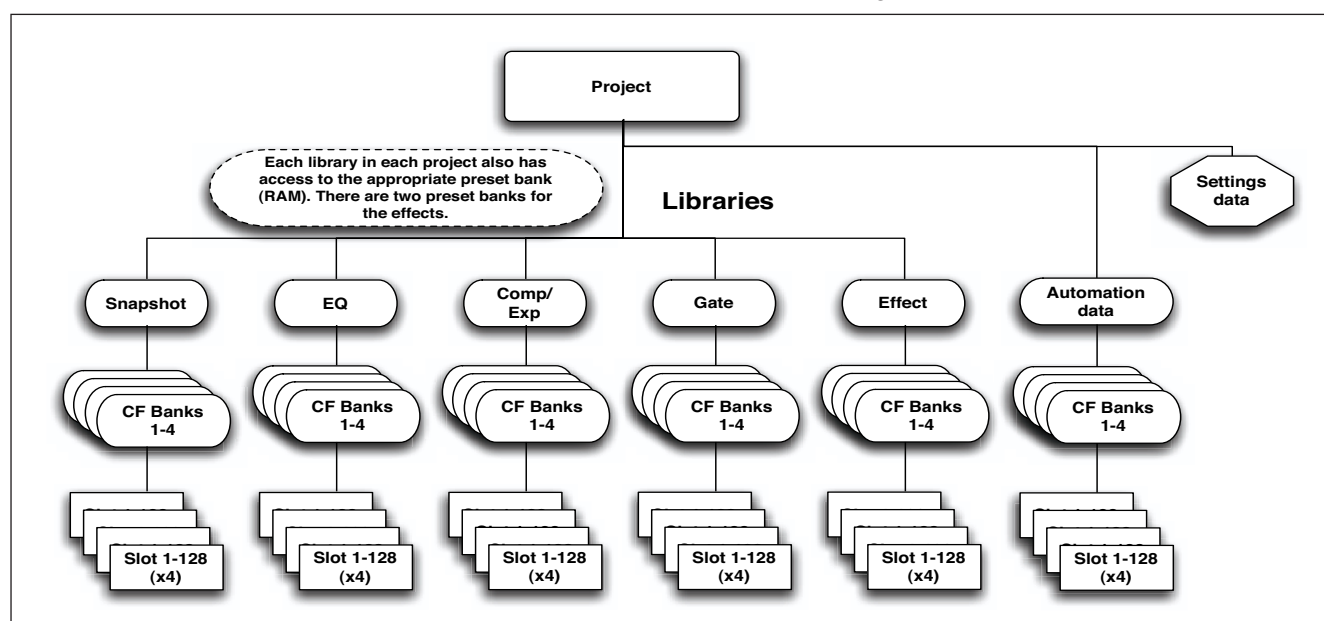 Project
Each library in each project also has
access to the appropriate preset bank
(RAM). There are two preset banks for
the effects.
Libraries
Settings
data
Snapshot
EQ
Comp/
Exp
Gate
Effect
Automation
data
CF Banks
1-4
CF Banks
1-4
CF Banks
1-4
CF Banks
1-4
CF Banks
1-4
CF Banks
1-4
Slot 1-128
(x4)
Slot 1-128
(x4)
Slot 1-128
(x4)
Slot 1-128
(x4)
Slot 1-128
(x4)
Slot 1-128
(x4)